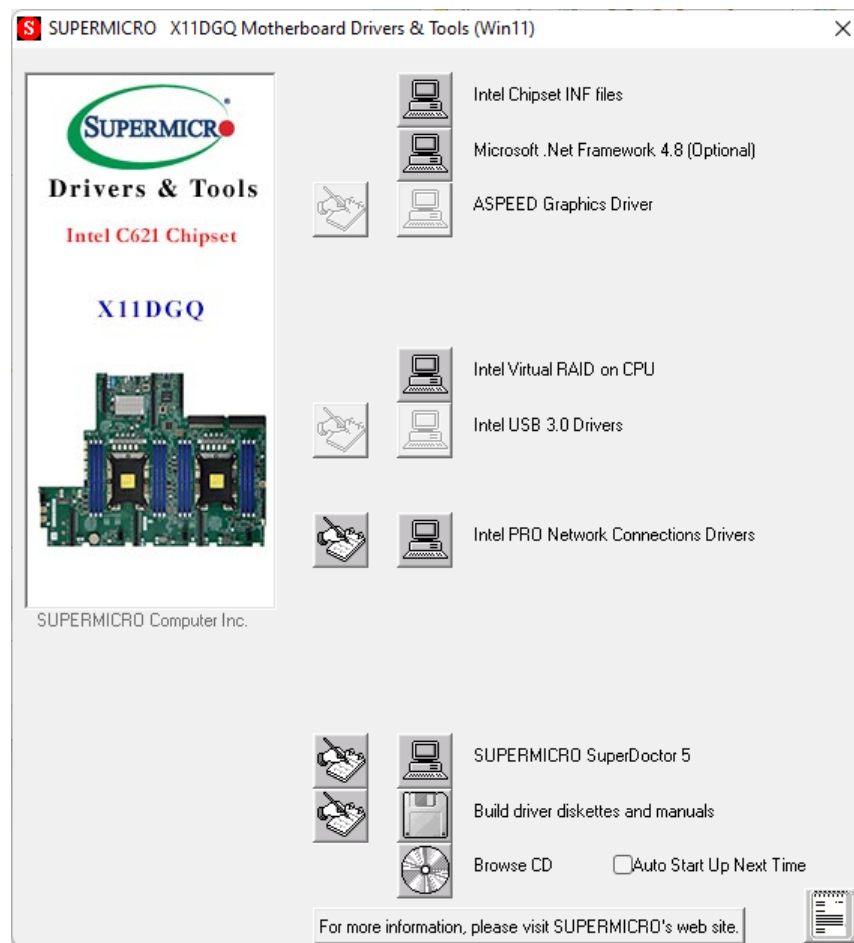 SUPERMICRO X11DGQ Motherboard Drivers & Tools (Win11)
SUPERMICRO
Drivers & Tools
Intel C621 Chipset
X11DGQ
SUPERMICRO Computer Inc.
Intel Chipset INF files
Microsoft .Net Framework 4.8 (Optional)
ASPEED Graphics Driver
Intel Virtual RAID on CPU
Intel USB 3.0 Drivers
Intel PRO Network Connections Drivers
SUPERMICRO SuperDoctor 5
Build driver diskettes and manuals
Browse CD Auto Start Up Next Time
For more information, please visit SUPERMICRO's web site.